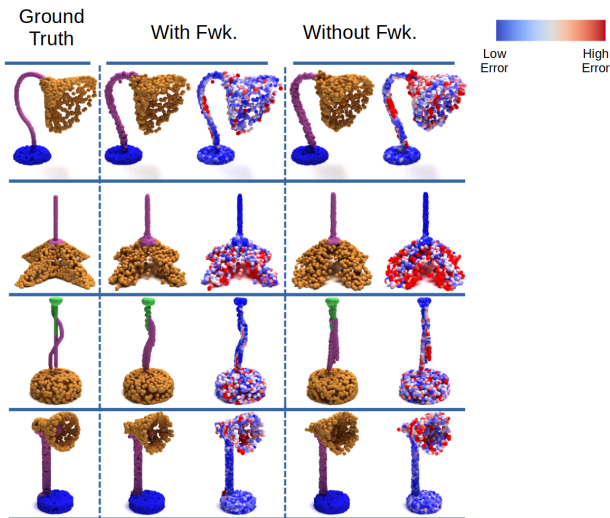 Ground
Truth
With Fwk.
Without Fwk.
Low
Error
High
Error